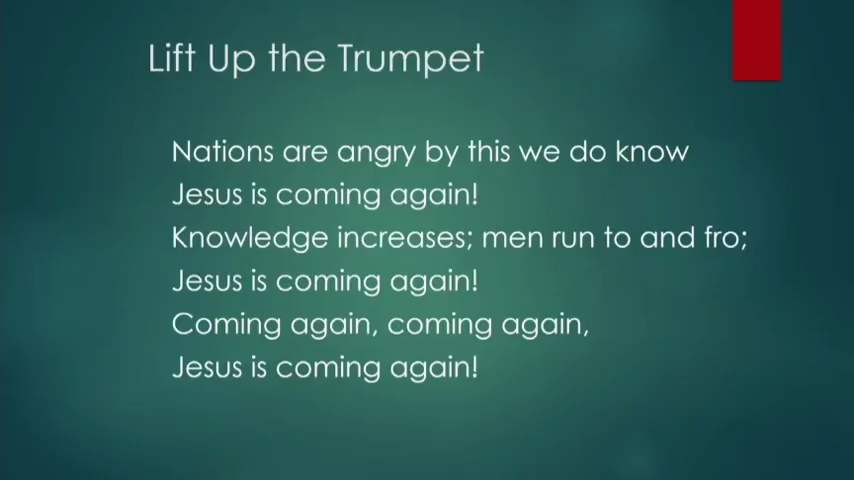 Lift Up the Trumpet
Nations are angry by this we do know
Jesus is coming again!
Knowledge increases; men run to and fro;
Jesus is coming again!
Coming again, coming again,
Jesus is coming again!